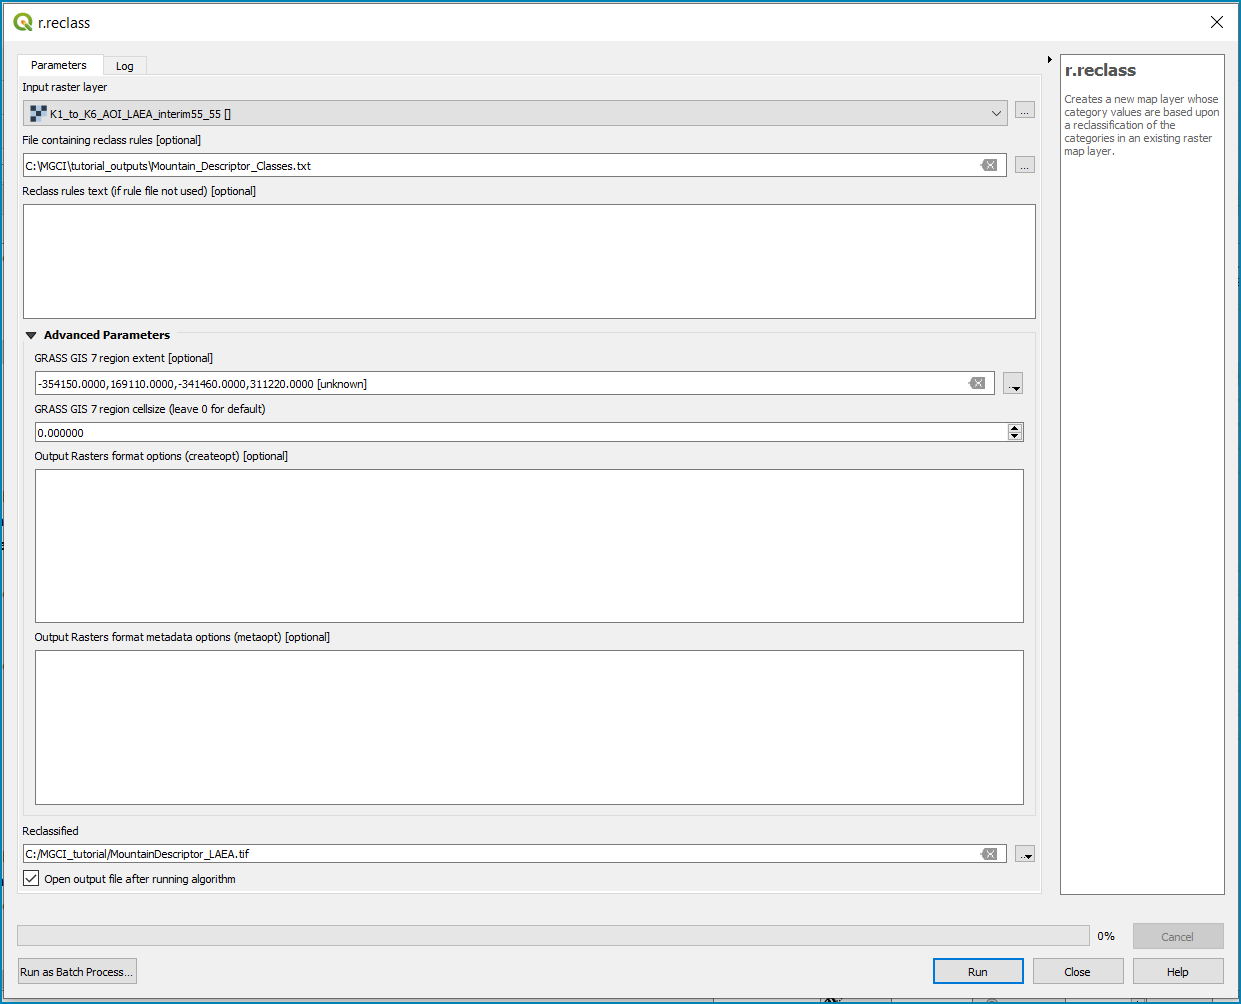 r.reclass
Parameters
Log
Input raster layer
K1_to_K6_AOI_LAEA_interim55_55 []
...
File containing reclass rules [optional]
C:\MGCI\tutorial_outputs\Mountain_Descriptor_Classes.txt
...
Reclass rules text (if rule file not used) [optional]
Advanced Parameters
GRASS GIS 7 region extent [optional]
-354150.0000,169110.0000,-341460.0000,311220.0000 [unknown]
GRASS GIS 7 region cellsize (leave 0 for default)
0.000000
Output Rasters format options (createopt) [optional]
Output Rasters format metadata options (metaopt) [optional]
Reclassified
C:/MGCI_tutorial/MountainDescriptor_LAEA.tif
Open output file after running algorithm
r.reclass
Creates a new map layer whose
category values are based upon
a reclassification of the
categories in an existing raster
map layer.
0%
Cancel
Run as Batch Process...
Run
Close
Help